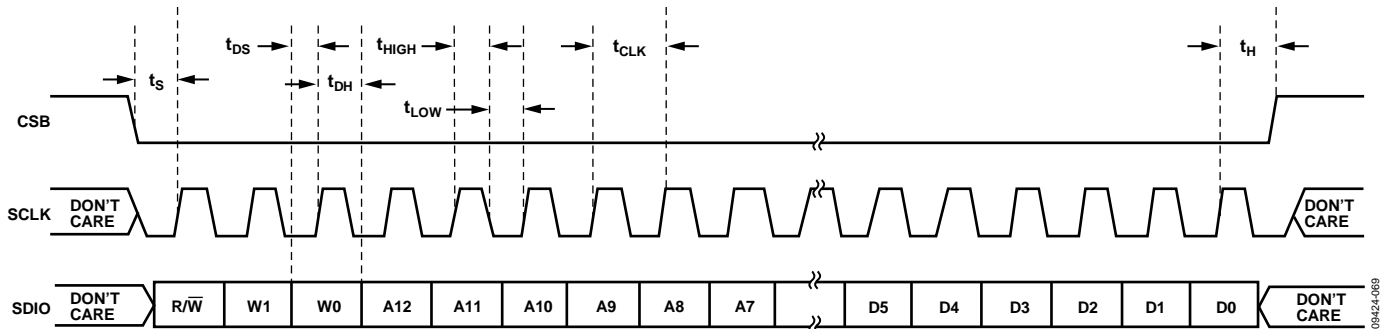 tDS tHIGH tCLK tH
tS tDH
tLOW
CSB
SCLK DON'T CARE DON'T CARE
SDIO DON'T CARE R/W̅ W1 W0 A12 A11 A10 A9 A8 A7 D5 D4 D3 D2 D1 D0 DON'T CARE
09424-069